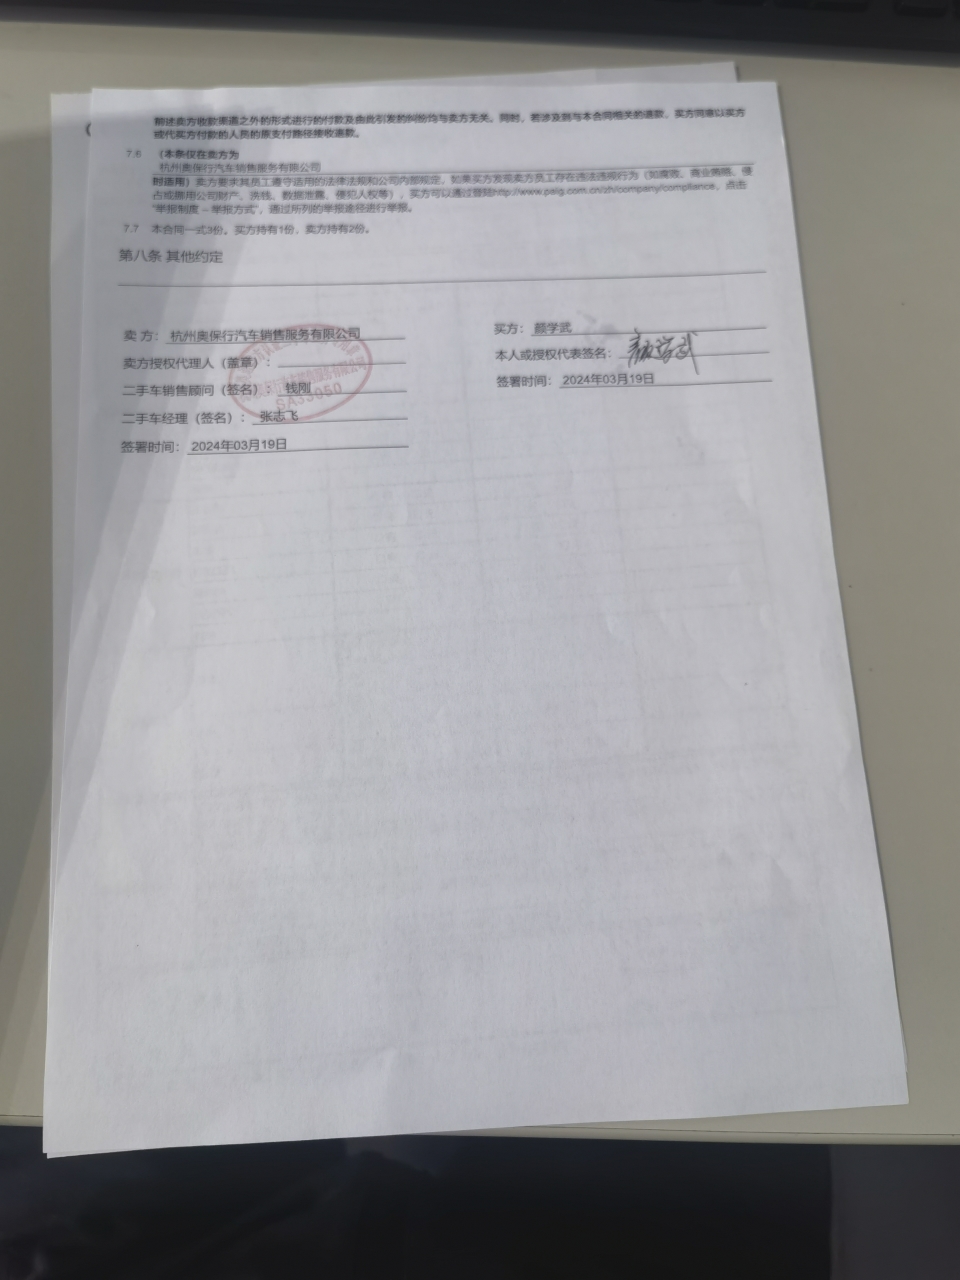 前述卖方收款渠道之外的形式进行的付款及由此引发的纠纷均与卖方无关。同时，若涉及到与本合同相关的退款，买方同意以买方
或代买方付款的人员的原支付路径接收退款。
7.6 （本条仅在卖方为
杭州奥保行汽车销售服务有限公司
时适用）卖方要求其员工遵守适用的法律法规和公司内部规定，如果买方发现卖方员工存在违法违规行为（如腐败、商业贿赂、侵
占或挪用公司财产、洗钱、数据泄露、侵犯人权等），买方可以通过登陆http://www.paig.com.cn/zh/company/compliance，点击
“举报制度 – 举报方式”，通过所列的举报途径进行举报。
7.7 本合同一式3份。买方持有1份，卖方持有2份。
第八条 其他约定
卖 方： 杭州奥保行汽车销售服务有限公司
卖方授权代理人（盖章）：
二手车销售顾问（签名）： 钱刚
二手车经理（签名）： 张志飞
签署时间： 2024年03月19日
买方： 颜学武
本人或授权代表签名： 颜学武
签署时间： 2024年03月19日
SA33050